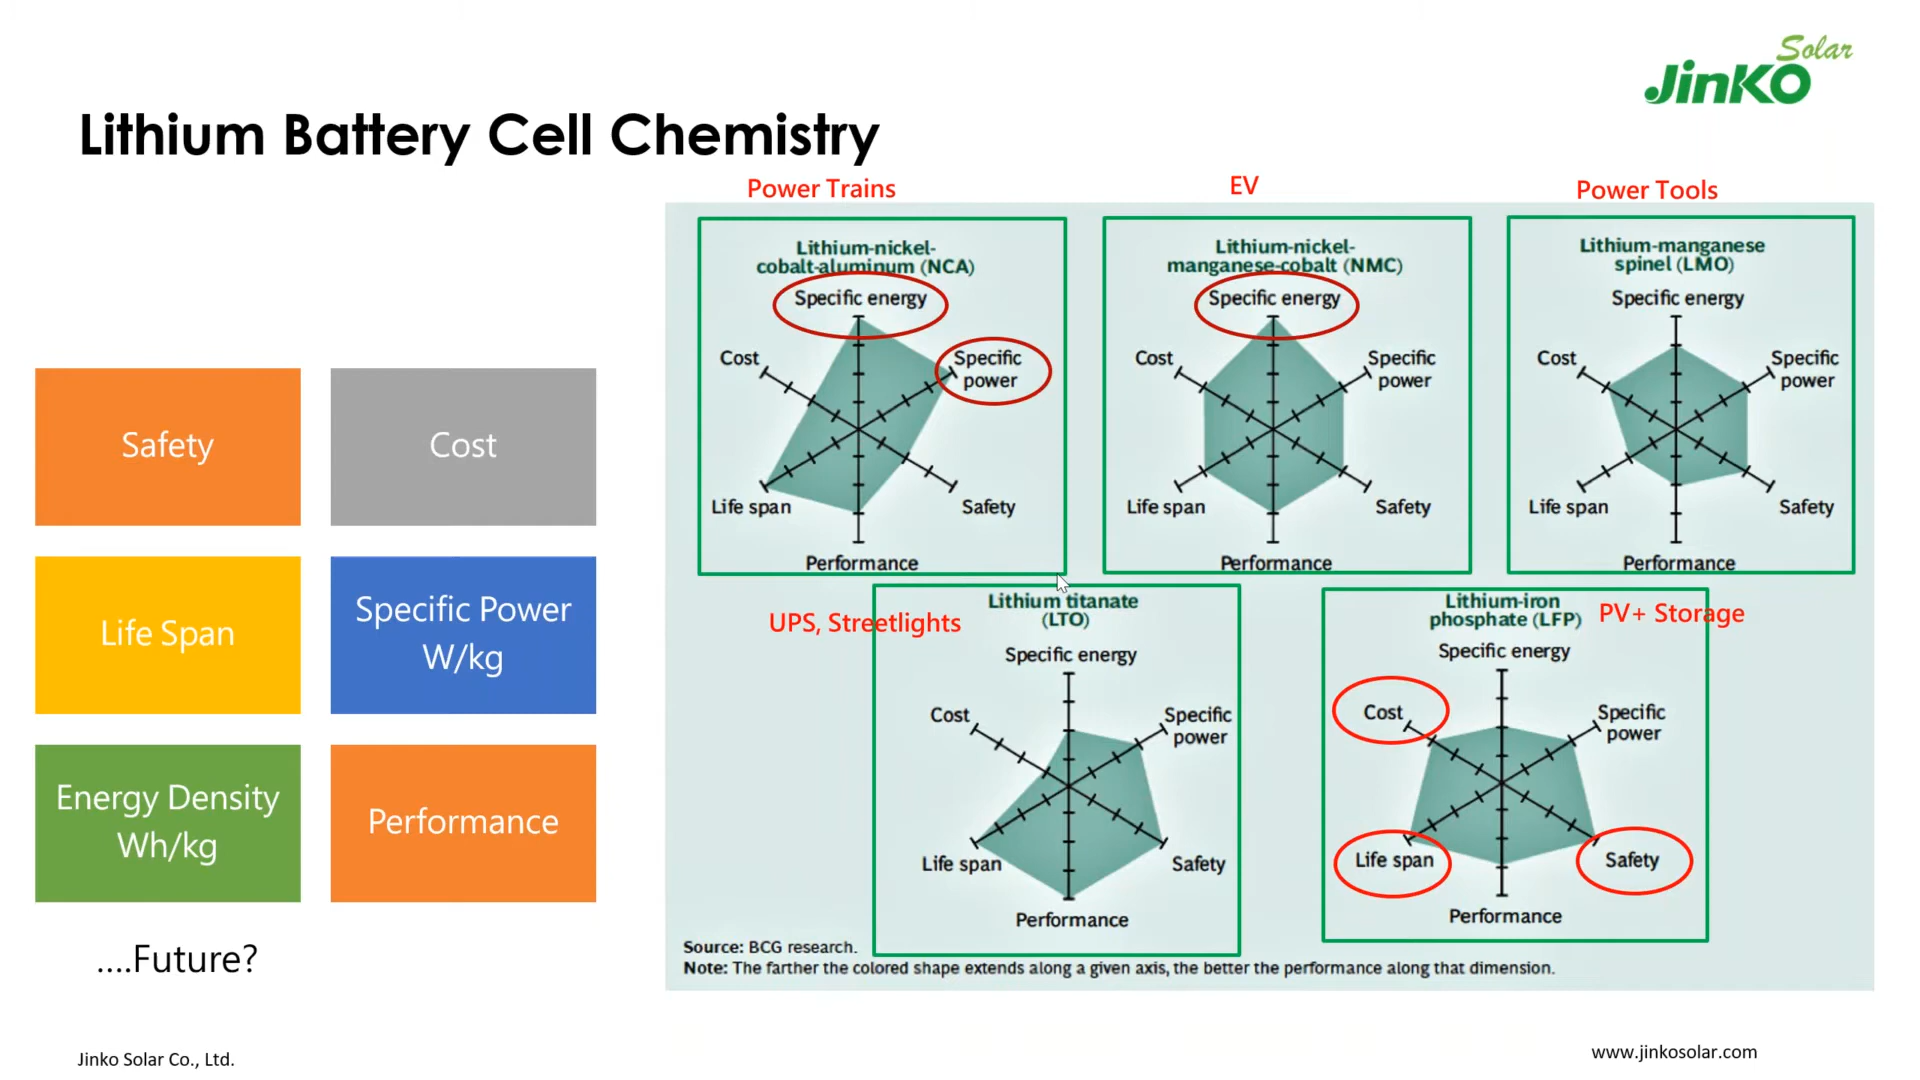 Solar
JinKO
Lithium Battery Cell Chemistry
Power Trains
EV
Power Tools
Lithium-nickel-
cobalt-aluminum (NCA)
Specific energy
Cost
Specific
power
Life span
Safety
Performance
Lithium-nickel-
manganese-cobalt (NMC)
Specific energy
Cost
Specific
power
Life span
Safety
Performance
Lithium-manganese
spinel (LMO)
Specific energy
Cost
Specific
power
Life span
Safety
Performance
Safety
Cost
Life Span
Specific Power
W/kg
Energy Density
Wh/kg
Performance
....Future?
UPS, Streetlights
Lithium titanate
(LTO)
Specific energy
Cost
Specific
power
Life span
Safety
Performance
PV+ Storage
Lithium-iron
phosphate (LFP)
Specific energy
Cost
Specific
power
Life span
Safety
Performance
Source: BCG research.
Note: The farther the colored shape extends along a given axis, the better the performance along that dimension.
Jinko Solar Co., Ltd.
www.jinkosolar.com